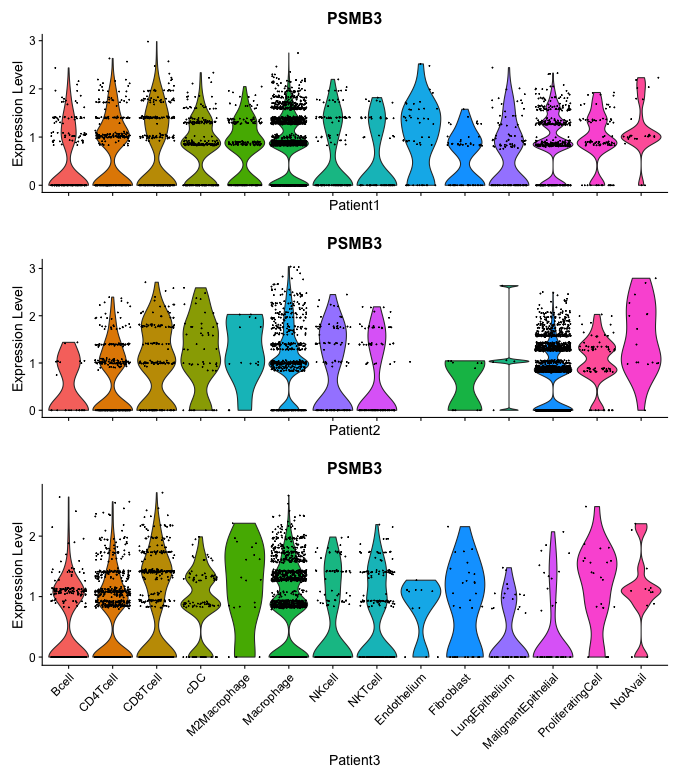 PSMB3
3
2
1
0
Expression Level
Patient1
PSMB3
3
2
1
0
Expression Level
Patient2
PSMB3
2
1
0
Expression Level
Bcell
CD4Tcell
CD8Tcell
cDC
M2Macrophage
Macrophage
NKcell
NKTcell
Endothelium
Fibroblast
LungEpithelium
MalignantEpithelial
ProliferatingCell
NotAvail
Patient3